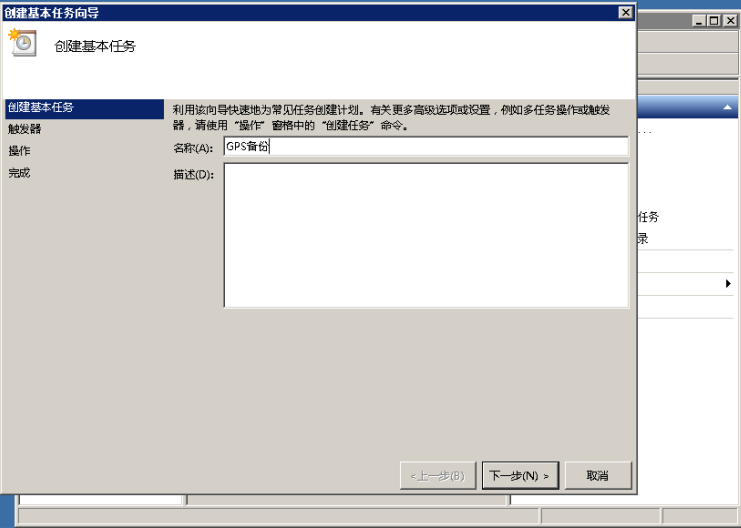 创建基本任务向导
创建基本任务
创建基本任务
触发器
操作
完成
利用该向导快速地为常见任务创建计划。有关更多高级选项或设置，例如多任务操作或触发
器，请使用“操作”窗格中的“创建任务”命令。
名称(A):
GPS备份
描述(D):
任务
录
<上一步(B)
下一步(N) >
取消